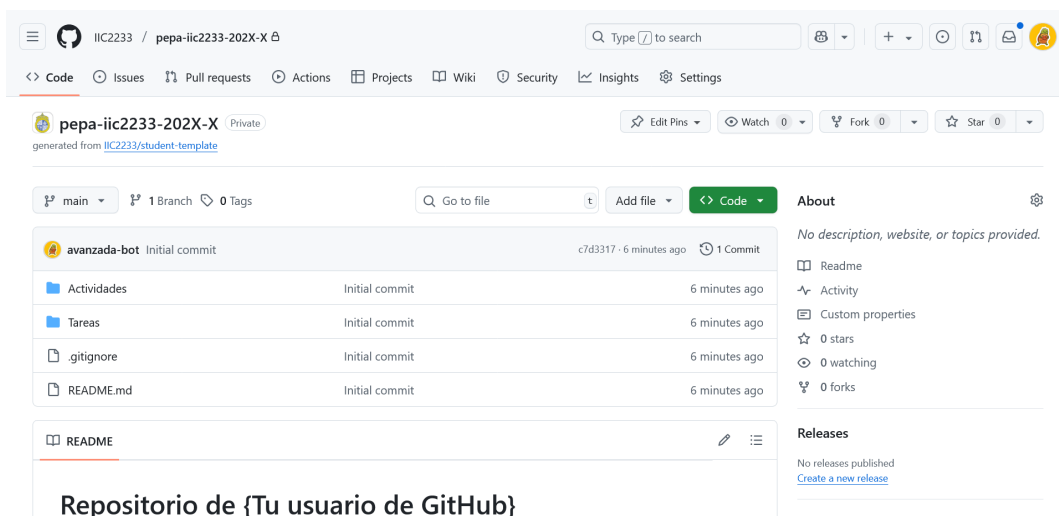 IIC2233 / pepa-iic2233-202X-X Type / to search
Code Issues Pull requests Actions Projects Wiki Security Insights Settings
pepa-iic2233-202X-X Private Edit Pins Watch 0 Fork 0 Star 0
generated from IIC2233/student-template
main 1 Branch 0 Tags Go to file t Add file Code
About
No description, website, or topics provided.
avanzada-bot Initial commit c7d3317 · 6 minutes ago 1 Commit
Readme
Actividades Initial commit 6 minutes ago
Activity
Custom properties
Tareas Initial commit 6 minutes ago
0 stars
.gitignore Initial commit 6 minutes ago
0 watching
README.md Initial commit 6 minutes ago
0 forks
README
Releases
No releases published
Create a new release
Repositorio de {Tu usuario de GitHub}